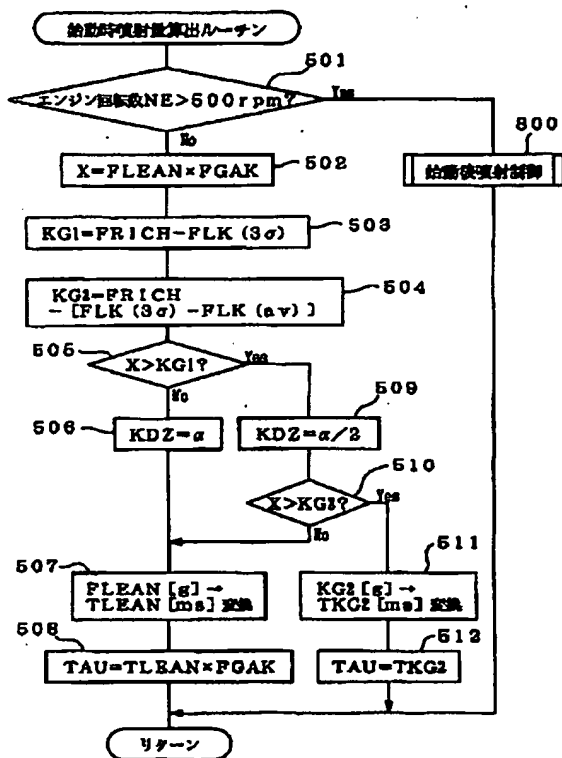 始動時噴射量算出ルーチン
501
エンジン回転数NE>500rpm?
Yes
No
800
X=FLEAN×FGAK
502
始動後噴射制御
503
KG1=FRICH-FLK(3σ)
504
KG2=FRICH
-[FLK(3σ)-FLK(av)]
505
X>KG1?
Yes
No
509
506
KDZ=α
KDZ=α/2
510
X>KG2?
Yes
No
507
511
FLEAN[g]→
TLEAN[ms]変換
KG2[g]→
TKG2[ms]変換
508
512
TAU=TLEAN×FGAK
TAU=TKG2
リターン